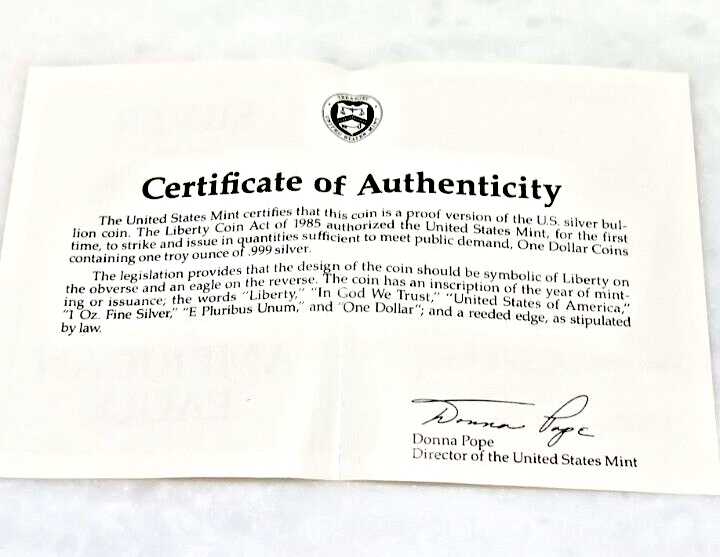 TREASURY
UNITED STATES MINT
Certificate of Authenticity
The United States Mint certifies that this coin is a proof version of the U.S. silver bul-
lion coin. The Liberty Coin Act of 1985 authorized the United States Mint, for the first
time, to strike and issue in quantities sufficient to meet public demand, One Dollar Coins
containing one troy ounce of .999 silver.
The legislation provides that the design of the coin should be symbolic of Liberty on
the obverse and an eagle on the reverse. The coin has an inscription of the year of mint-
ing or issuance; the words "Liberty," "In God We Trust," "United States of America,"
"1 Oz. Fine Silver," "E Pluribus Unum," and "One Dollar"; and a reeded edge, as stipulated
by law.
Donna Pope
Donna Pope
Director of the United States Mint